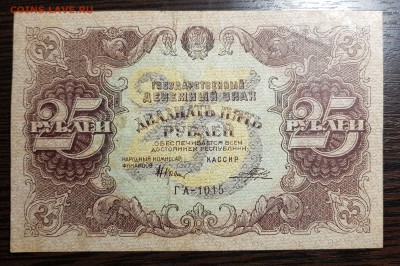 COINS-LAVE.RU
ГОСУДАРСТВЕННЫЙ
ДЕНЕЖНЫЙ ЗНАК
ДВАДЦАТЬ ПЯТЬ
РУБЛЕЙ
ОБЕСПЕЧИВАЕТСЯ ВСЕМ
ДОСТОЯНИЕМ РЕСПУБЛИКИ
25
РУБЛЕЙ
25
РУБЛЕЙ
НАРОДНЫЙ КОМИССАР
ФИНАНСОВ
КАССИР
ГА-1015